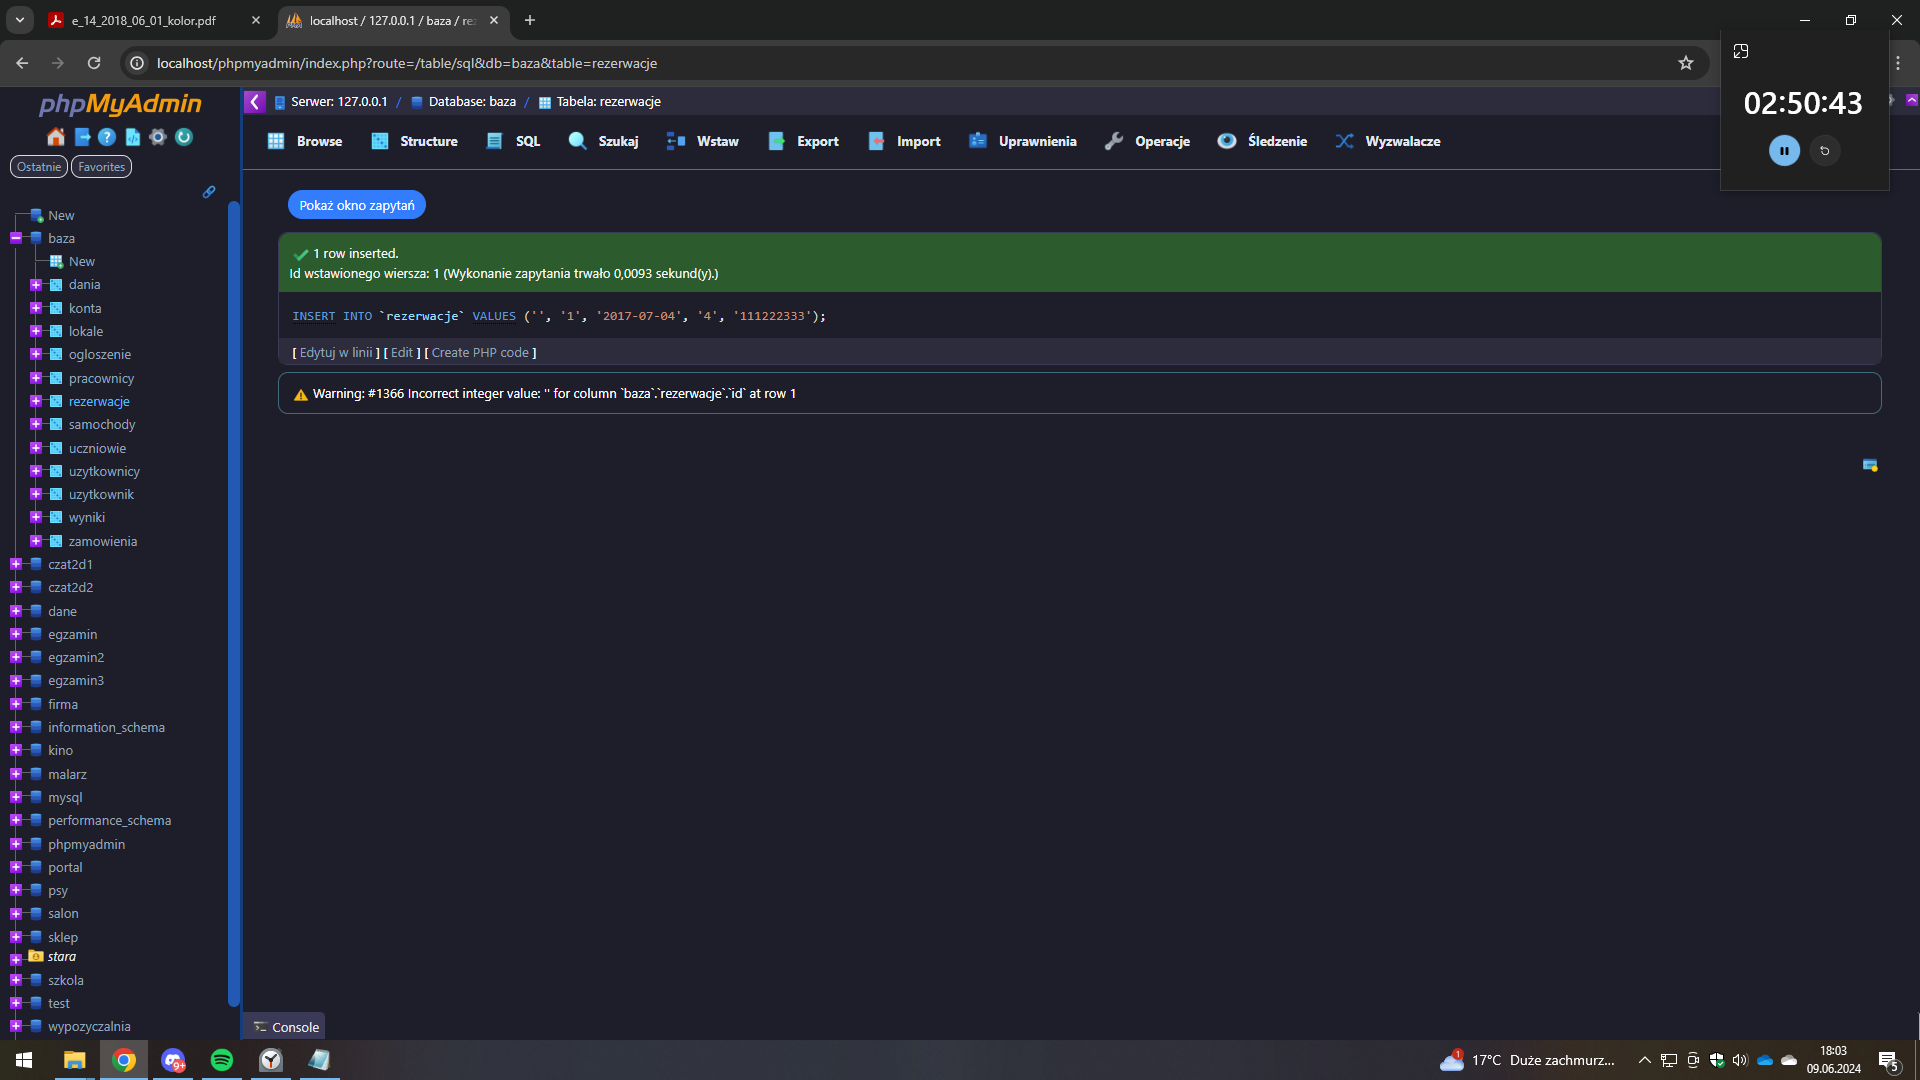 e_14_2018_06_01_kolor.pdf
localhost / 127.0.0.1 / baza / re
localhost/phpmyadmin/index.php?route=/table/sql&db=baza&table=rezerwacje
02:50:43
phpMyAdmin
Ostatnie
Favorites
New
baza
New
dania
konta
lokale
ogloszenie
pracownicy
rezerwacje
samochody
uczniowie
uzytkownicy
uzytkownik
wyniki
zamowienia
czat2d1
czat2d2
dane
egzamin
egzamin2
egzamin3
firma
information_schema
kino
malarz
mysql
performance_schema
phpmyadmin
portal
psy
salon
sklep
stara
szkola
test
wypozyczalnia
Serwer: 127.0.0.1 / Database: baza / Tabela: rezerwacje
Browse Structure SQL Szukaj Wstaw Export Import Uprawnienia Operacje Śledzenie Wyzwalacze
Pokaż okno zapytań
1 row inserted.
Id wstawionego wiersza: 1 (Wykonanie zapytania trwało 0,0093 sekund(y).)
INSERT INTO `rezerwacje` VALUES ('', '1', '2017-07-04', '4', '111222333');
[ Edytuj w linii ] [ Edit ] [ Create PHP code ]
Warning: #1366 Incorrect integer value: '' for column `baza`.`rezerwacje`.`id` at row 1
Console
9+
1
17°C Duże zachmurz...
18:03
09.06.2024
5